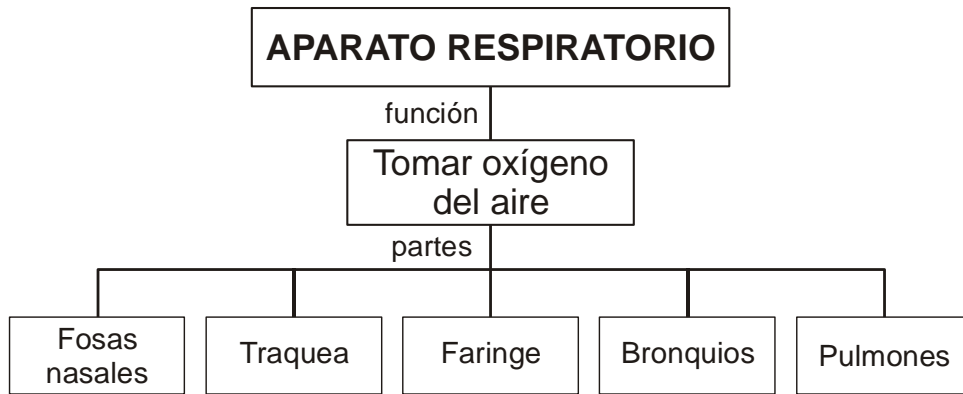 APARATO RESPIRATORIO
función
Tomar oxígeno
del aire
partes
Fosas
nasales
Traquea
Faringe
Bronquios
Pulmones